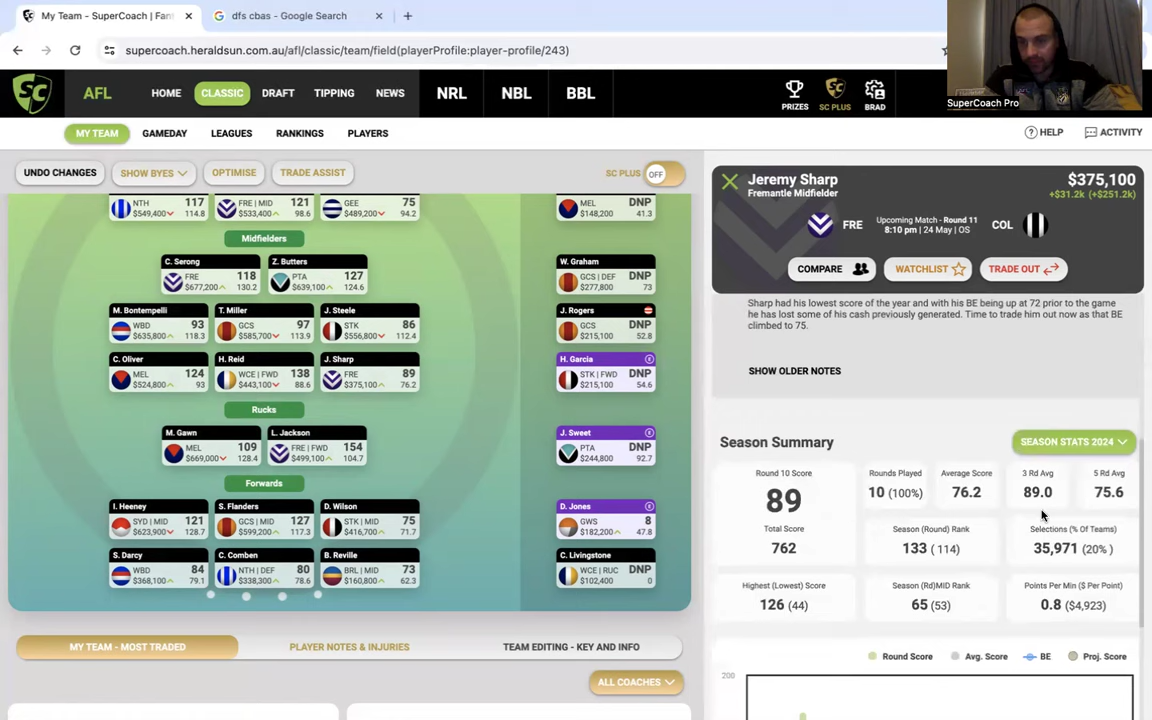 My Team - SuperCoach | Fan
dfs cbas - Google Search
supercoach.heraldsun.com.au/afl/classic/team/field(playerProfile:player-profile/243)
SuperCoach Pro
SC
AFL
HOME
CLASSIC
DRAFT
TIPPING
NEWS
NRL
NBL
BBL
PRIZES
SC PLUS
BRAD
MY TEAM
GAMEDAY
LEAGUES
RANKINGS
PLAYERS
HELP
ACTIVITY
UNDO CHANGES
SHOW BYES
OPTIMISE
TRADE ASSIST
SC PLUS
OFF
NTH 117
$549,400 114.8
FRE | MID 121
$533,400 98.6
GEE 75
$489,200 94.2
MEL DNP
$148,200 41.3
Midfielders
C. Serong
FRE 118
$677,200 130.2
Z. Butters
PTA 127
$639,100 124.6
W. Graham
GCS | DEF DNP
$277,800 73
M. Bontempelli
WBD 93
$635,800 118.3
T. Miller
GCS 97
$585,700 113.9
J. Steele
STK 86
$556,800 112.4
J. Rogers
GCS DNP
$215,100 52.8
C. Oliver
MEL 124
$524,800 93
H. Reid
WCE | FWD 138
$443,100 88.6
J. Sharp
FRE 89
$375,100 76.2
H. Garcia
STK | FWD DNP
$215,100 54.6
Rucks
M. Gawn
MEL 109
$669,000 128.4
L. Jackson
FRE | FWD 154
$499,100 104.7
J. Sweet
PTA DNP
$244,800 92.7
Forwards
I. Heeney
SYD | MID 121
$623,900 128.7
S. Flanders
GCS | MID 127
$599,200 117.3
D. Wilson
STK | MID 75
$416,700 71.7
D. Jones
GWS 8
$182,200 47.8
S. Darcy
WBD 84
$368,100 79.1
C. Comben
NTH | DEF 80
$338,300 78.6
B. Reville
BRL | MID 73
$160,800 62.3
C. Livingstone
WCE | RUC DNP
$102,400 0
MY TEAM - MOST TRADED
PLAYER NOTES & INJURIES
TEAM EDITING - KEY AND INFO
ALL COACHES
Jeremy Sharp
Fremantle Midfielder
$375,100
+$31.2k (+$251.2k)
FRE
Upcoming Match - Round 11
8:10 pm | 24 May | OS
COL
COMPARE
WATCHLIST
TRADE OUT
Sharp had his lowest score of the year and with his BE being up at 72 prior to the game
he has lost some of his cash previously generated. Time to trade him out now as that BE
climbed to 75.
SHOW OLDER NOTES
Season Summary
SEASON STATS 2024
Round 10 Score
89
Total Score
762
Rounds Played
10 (100%)
Average Score
76.2
3 Rd Avg
89.0
5 Rd Avg
75.6
Season (Round) Rank
133 ( 114)
Selections (% Of Teams)
35,971 (20% )
Highest (Lowest) Score
126 (44)
Season (Rd)MID Rank
65 (53)
Points Per Min ($ Per Point)
0.8 ($4,923)
Round Score
Avg. Score
BE
Proj. Score
200